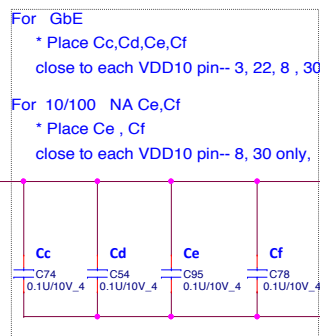 For GbE
* Place Cc,Cd,Ce,Cf
close to each VDD10 pin-- 3, 22, 8 , 30
For 10/100 NA Ce,Cf
* Place Ce , Cf
close to each VDD10 pin-- 8, 30 only,
Cc Cd Ce Cf
C74 C54 C95 C78
0.1U/10V_4 0.1U/10V_4 0.1U/10V_4 0.1U/10V_4